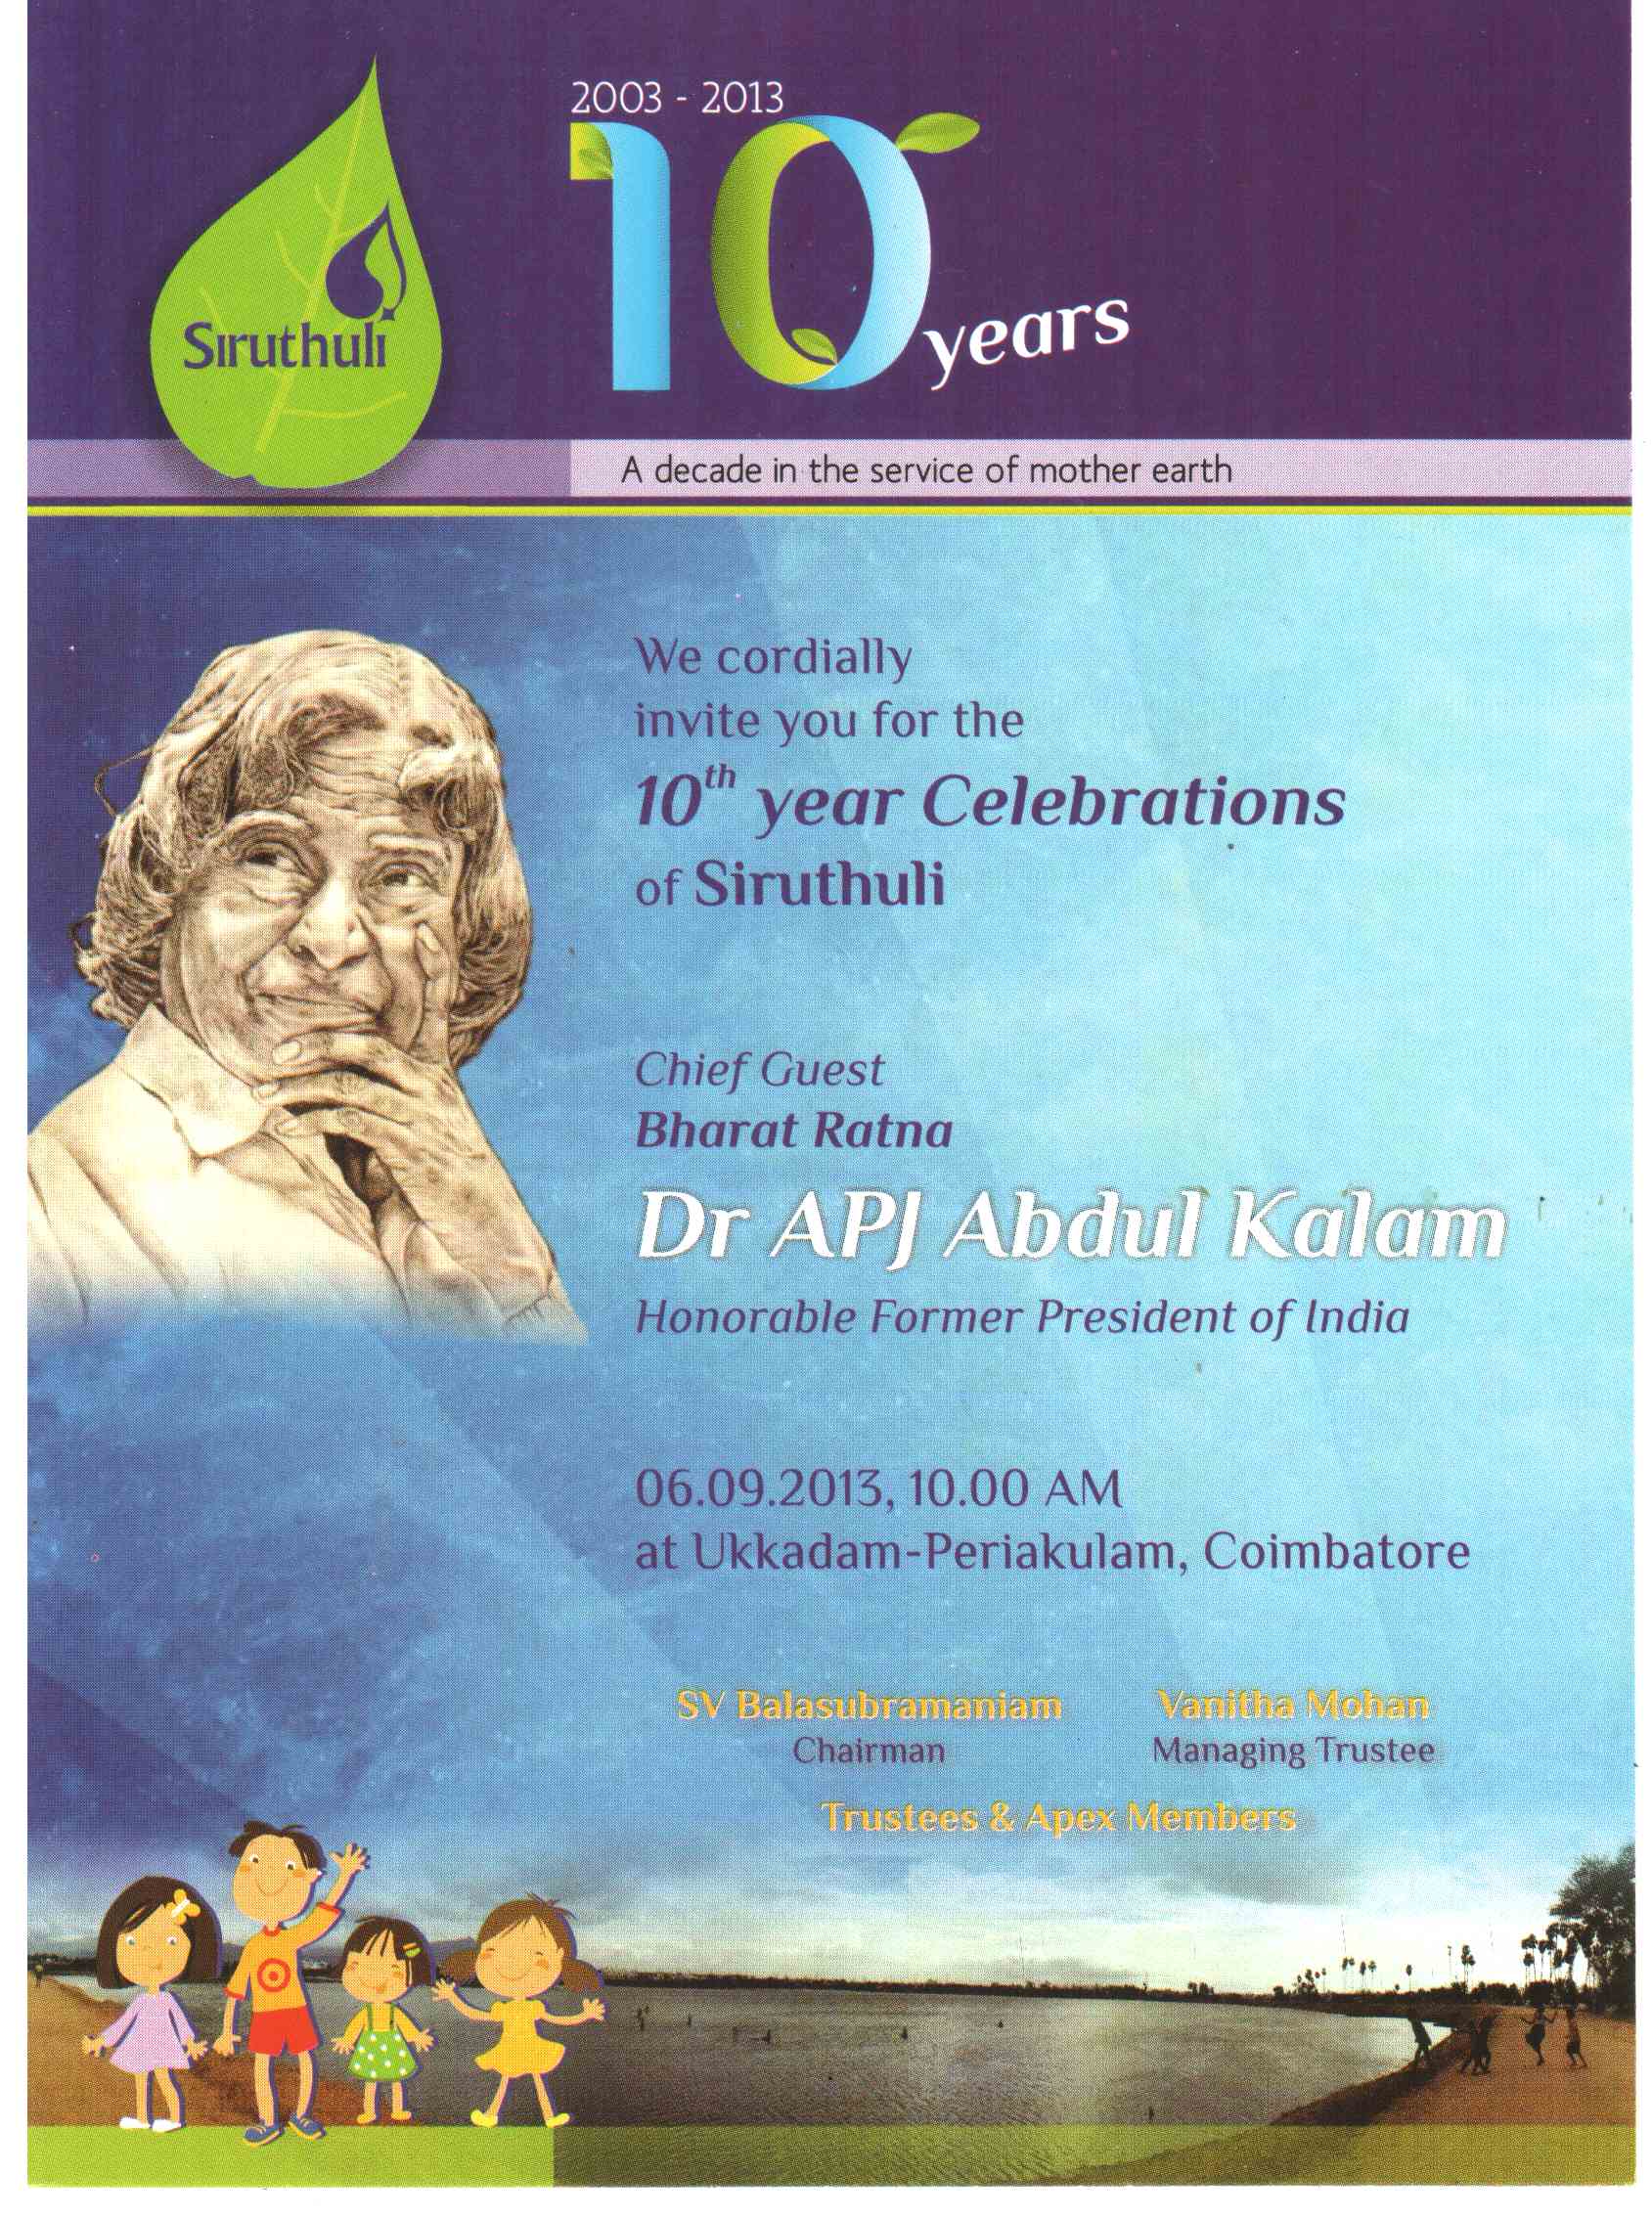 2003 - 2013
10 years
Siruthuli
A decade in the service of mother earth
We cordially
invite you for the
10th year Celebrations
of Siruthuli
Chief Guest
Bharat Ratna
Dr APJ Abdul Kalam
Honorable Former President of India
06.09.2013, 10.00 AM
at Ukkadam-Periakulam, Coimbatore
SV Balasubramaniam
Chairman
Vanitha Mohan
Managing Trustee
Trustees & Apex Members